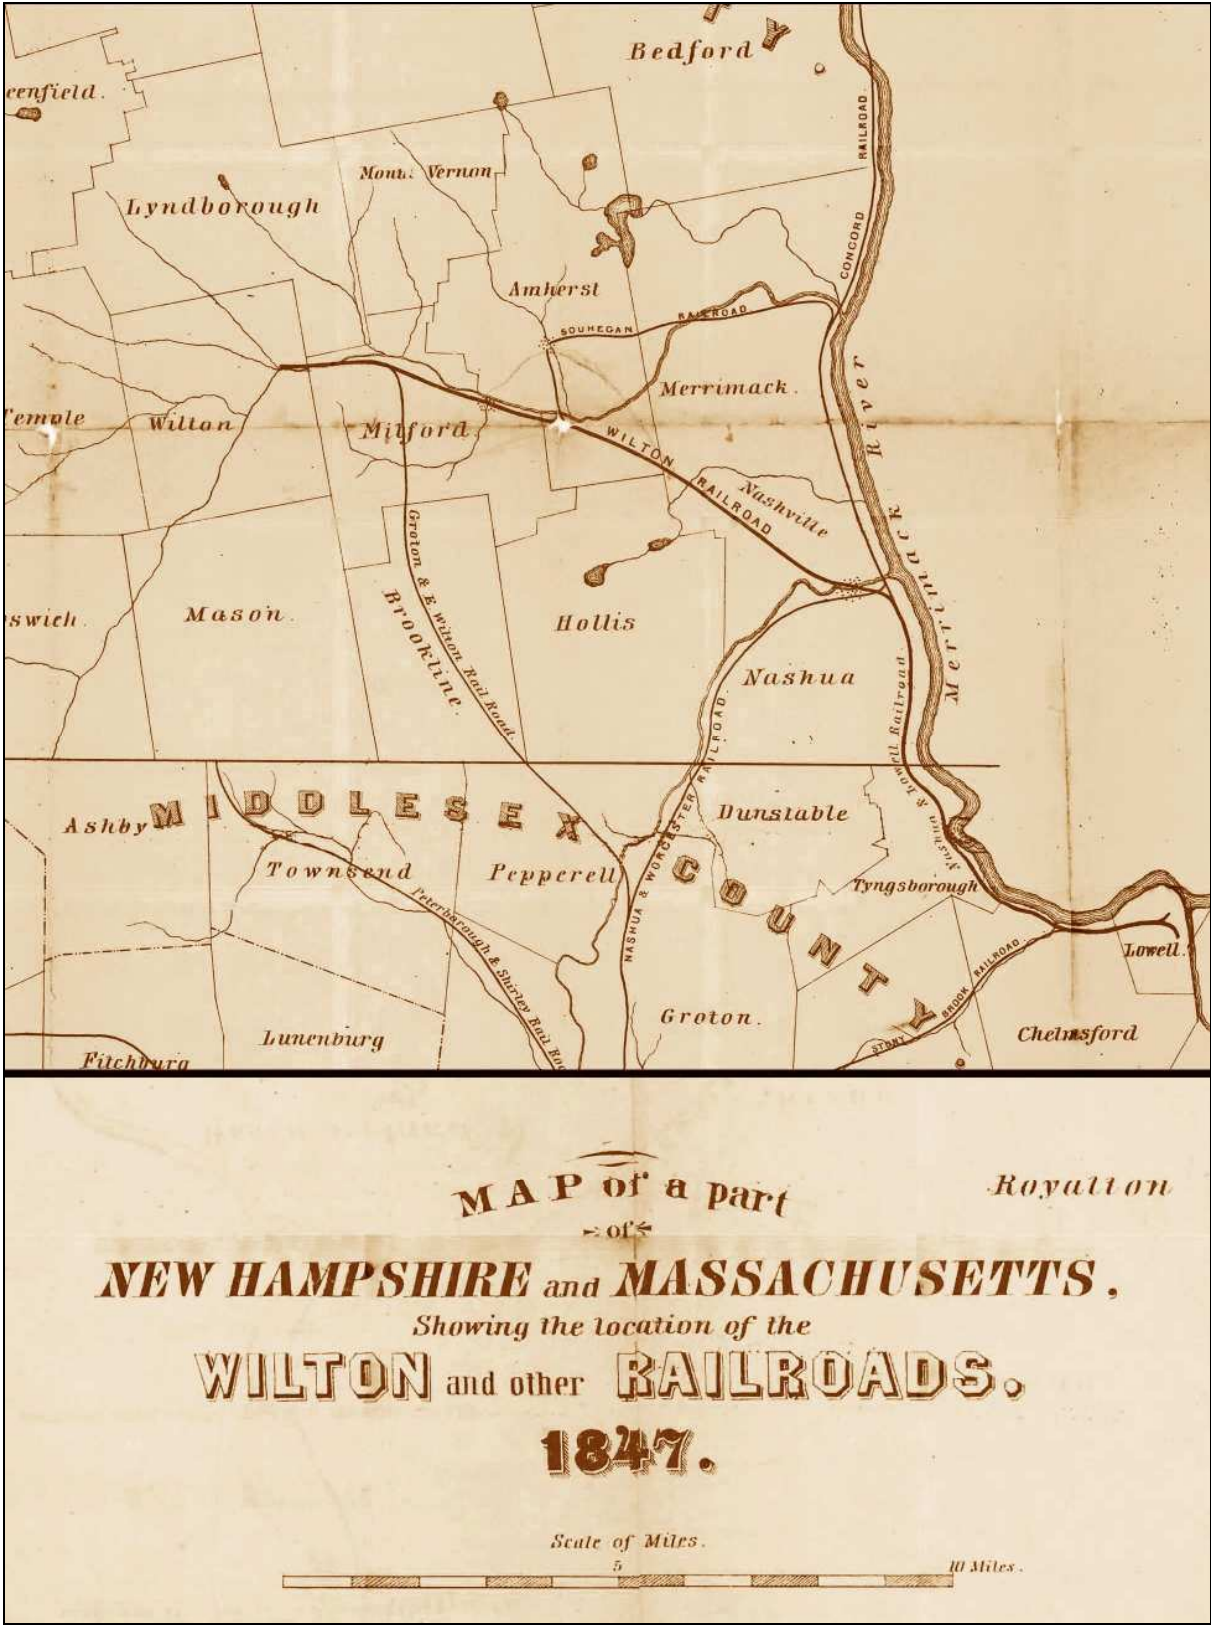 Bedford
T Y
eenfield.
RAILROAD.
Mont. Vernon
Lyndborough
CONCORD
Amherst
SOUHEGAN RAILROAD
Merrimack.
Temple
Wilton
Milford
River
WILTON RAILROAD
Nashville
Merrimack
Groton & E Wilton Rail Road.
swich.
Mason.
Brookline.
Hollis
Nashua
Nashua & Lowell Railroad.
NASHUA & WORCESTER RAILROAD.
MIDDLESEX COUNTY
Ashby
Dunstable
Townsend
Pepperell
Tyngsborough
Peterborough & Shirley Rail Roa
STONY BROOK RAILROAD
Lowell.
Groton.
Chelmsford
Lunenburg
Fitchburg
MAP of a part
Royalton
of
NEW HAMPSHIRE and MASSACHUSETTS,
Showing the location of the
WILTON and other RAILROADS.
1847.
Scale of Miles.
5 10 Miles.